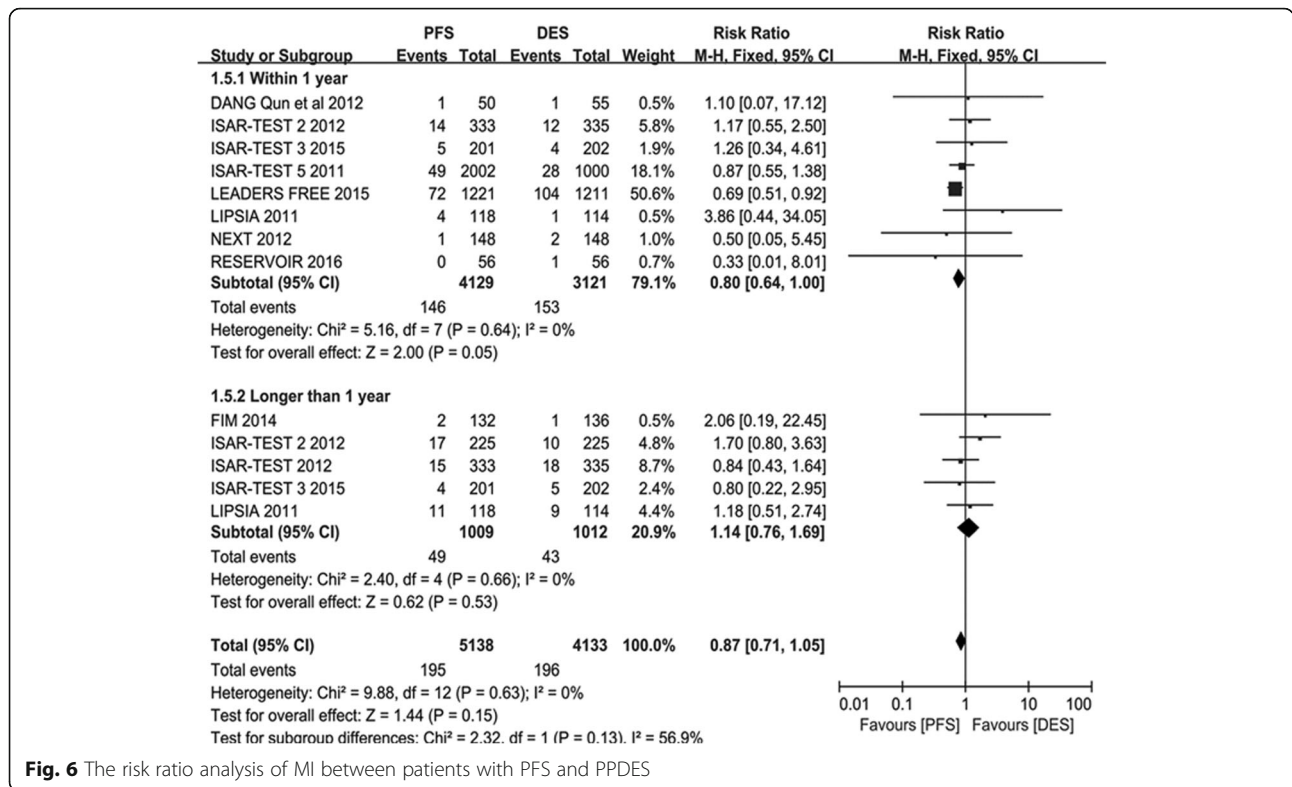 PFS DES Risk Ratio Risk Ratio
Study or Subgroup Events Total Events Total Weight M-H, Fixed, 95% CI M-H, Fixed, 95% CI
1.5.1 Within 1 year
DANG Qun et al 2012 1 50 1 55 0.5% 1.10 [0.07, 17.12]
ISAR-TEST 2 2012 14 333 12 335 5.8% 1.17 [0.55, 2.50]
ISAR-TEST 3 2015 5 201 4 202 1.9% 1.26 [0.34, 4.61]
ISAR-TEST 5 2011 49 2002 28 1000 18.1% 0.87 [0.55, 1.38]
LEADERS FREE 2015 72 1221 104 1211 50.6% 0.69 [0.51, 0.92]
LIPSIA 2011 4 118 1 114 0.5% 3.86 [0.44, 34.05]
NEXT 2012 1 148 2 148 1.0% 0.50 [0.05, 5.45]
RESERVOIR 2016 0 56 1 56 0.7% 0.33 [0.01, 8.01]
Subtotal (95% CI) 4129 3121 79.1% 0.80 [0.64, 1.00]
Total events 146 153
Heterogeneity: Chi² = 5.16, df = 7 (P = 0.64); I² = 0%
Test for overall effect: Z = 2.00 (P = 0.05)
1.5.2 Longer than 1 year
FIM 2014 2 132 1 136 0.5% 2.06 [0.19, 22.45]
ISAR-TEST 2 2012 17 225 10 225 4.8% 1.70 [0.80, 3.63]
ISAR-TEST 2012 15 333 18 335 8.7% 0.84 [0.43, 1.64]
ISAR-TEST 3 2015 4 201 5 202 2.4% 0.80 [0.22, 2.95]
LIPSIA 2011 11 118 9 114 4.4% 1.18 [0.51, 2.74]
Subtotal (95% CI) 1009 1012 20.9% 1.14 [0.76, 1.69]
Total events 49 43
Heterogeneity: Chi² = 2.40, df = 4 (P = 0.66); I² = 0%
Test for overall effect: Z = 0.62 (P = 0.53)
Total (95% CI) 5138 4133 100.0% 0.87 [0.71, 1.05]
Total events 195 196
Heterogeneity: Chi² = 9.88, df = 12 (P = 0.63); I² = 0%
Test for overall effect: Z = 1.44 (P = 0.15)
Test for subgroup differences: Chi² = 2.32, df = 1 (P = 0.13), I² = 56.9%
0.01 0.1 1 10 100
Favours [PFS] Favours [DES]
Fig. 6 The risk ratio analysis of MI between patients with PFS and PPDES